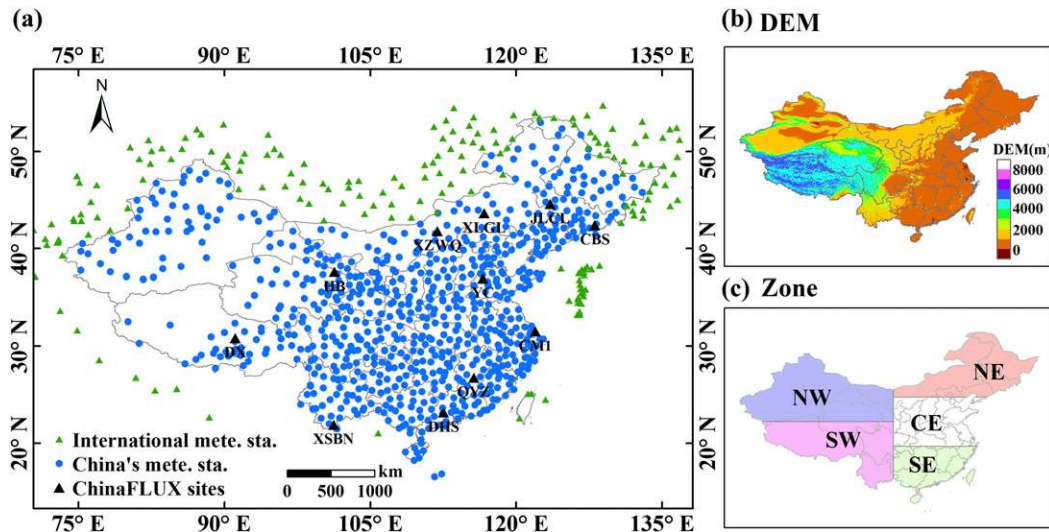 (a)
75° E 90° E 105° E 120° E 135° E
N
50° N 50° N
40° N 40° N
30° N 30° N
20° N 20° N
JLCL
XLGL
CBS
XZWQ
HB
YC
DX
CM1
QYZ
DHS
XSBN
International mete. sta.
China's mete. sta.
ChinaFLUX sites
km
0 500 1000
75° E 90° E 105° E 120° E 135° E
(b) DEM
DEM(m)
8000
6000
4000
2000
0
(c) Zone
NE
NW
CE
SW
SE